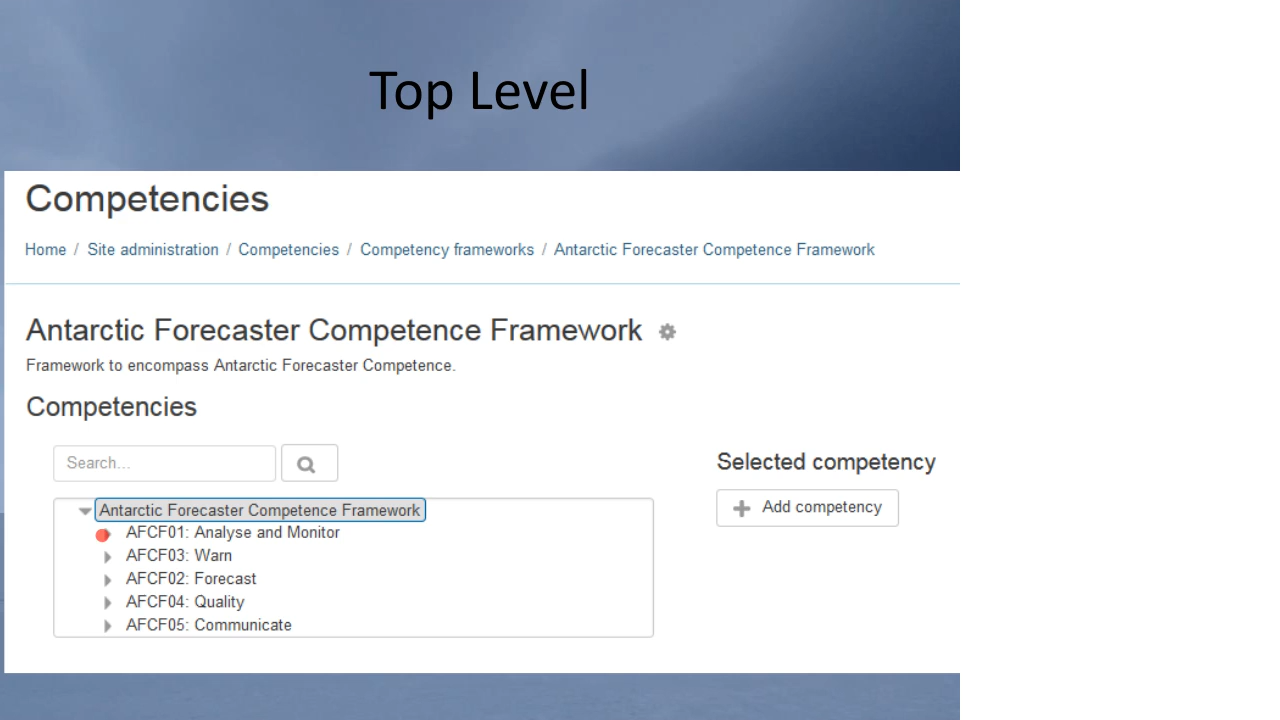 Top Level
Competencies
Home / Site administration / Competencies / Competency frameworks / Antarctic Forecaster Competence Framework
Antarctic Forecaster Competence Framework
Framework to encompass Antarctic Forecaster Competence.
Competencies
Search...
Selected competency
Add competency
Antarctic Forecaster Competence Framework
AFCF01: Analyse and Monitor
AFCF03: Warn
AFCF02: Forecast
AFCF04: Quality
AFCF05: Communicate